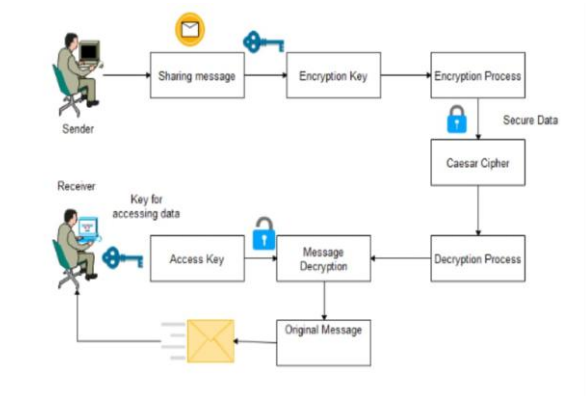 Sharing message
Encryption Key
Encryption Process
Sender
Secure Data
Caesar Cipher
Receiver
Key for
accessing data
Access Key
Message
Decryption
Decryption Process
Original Message